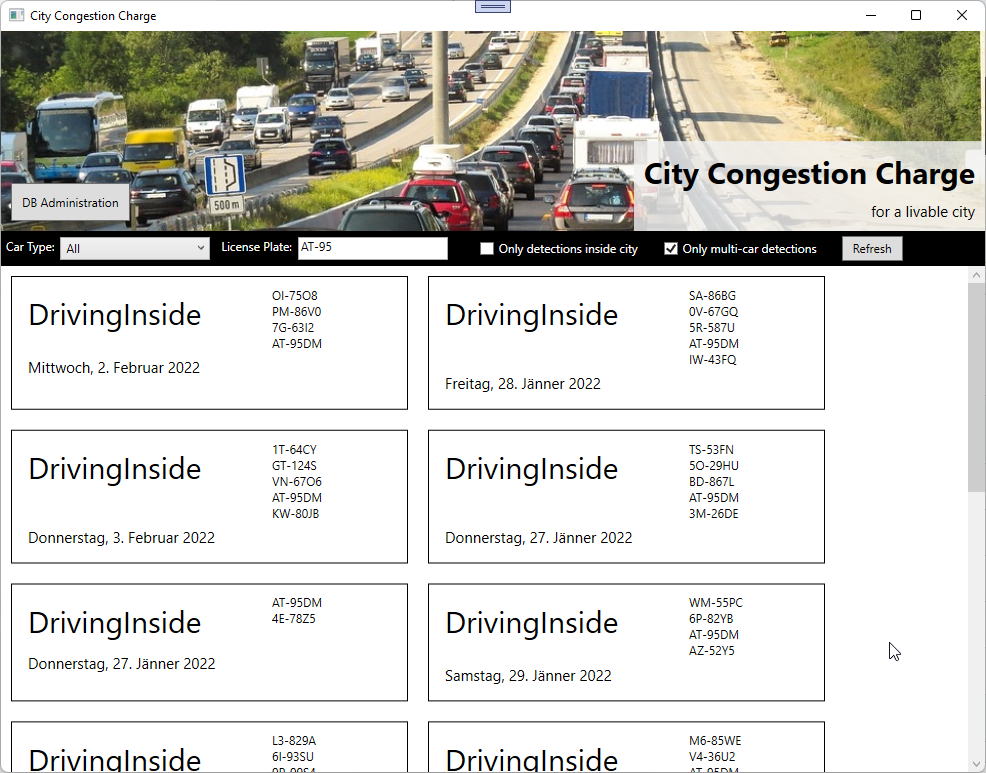 City Congestion Charge
500 m
City Congestion Charge
for a livable city
DB Administration
Car Type: All License Plate: AT-95 Only detections inside city Only multi-car detections Refresh
DrivingInside
OI-75O8
PM-86V0
7G-63I2
AT-95DM
Mittwoch, 2. Februar 2022
DrivingInside
SA-86BG
0V-67GQ
5R-587U
AT-95DM
IW-43FQ
Freitag, 28. Jänner 2022
DrivingInside
1T-64CY
GT-124S
VN-67O6
AT-95DM
KW-80JB
Donnerstag, 3. Februar 2022
DrivingInside
TS-53FN
5O-29HU
BD-867L
AT-95DM
3M-26DE
Donnerstag, 27. Jänner 2022
DrivingInside
AT-95DM
4E-78Z5
Donnerstag, 27. Jänner 2022
DrivingInside
WM-55PC
6P-82YB
AT-95DM
AZ-52Y5
Samstag, 29. Jänner 2022
DrivingInside
L3-829A
6I-93SU
DrivingInside
M6-85WE
V4-36U2
AT-95DM